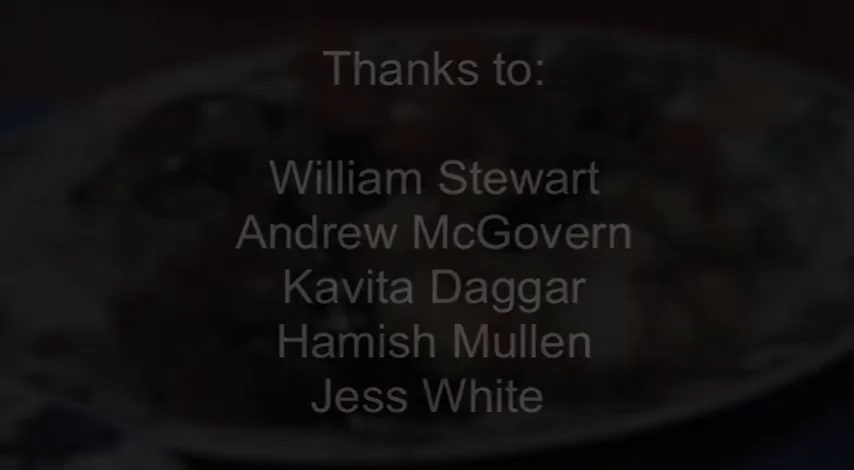 Thanks to:
William Stewart
Andrew McGovern
Kavita Daggar
Hamish Mullen
Jess White